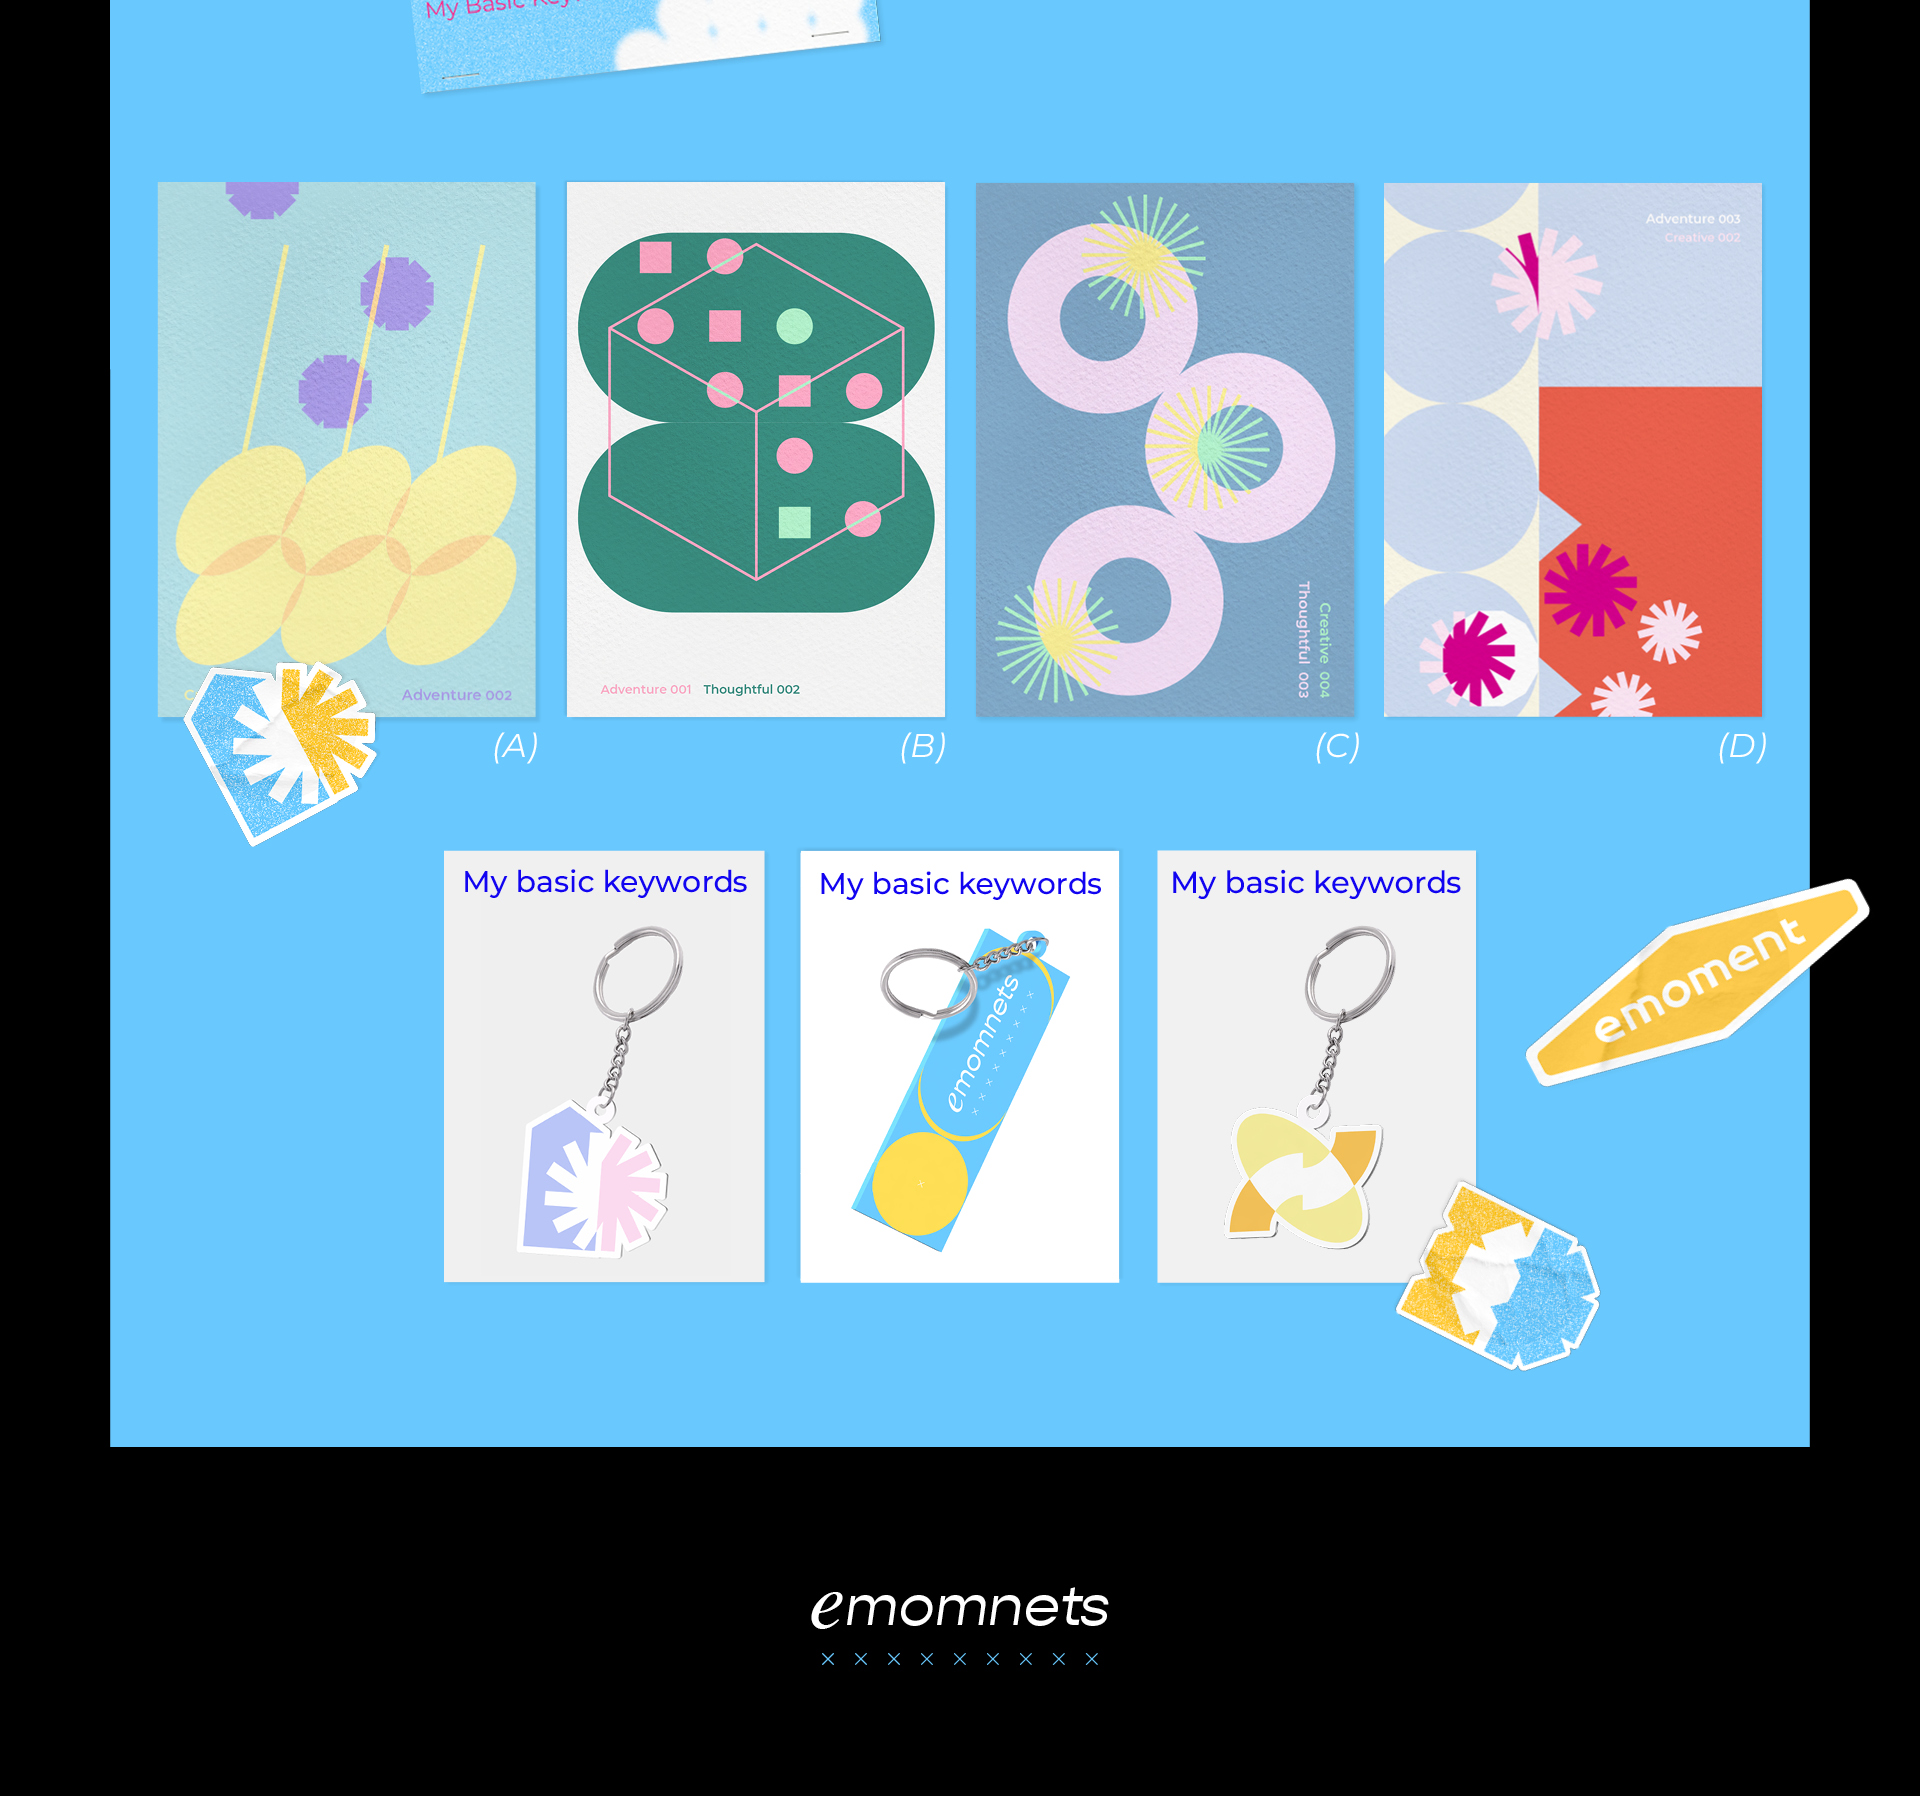 My Basic
Adventure 002
(A)
Adventure 001 Thoughtful 002
(B)
Creative 004
Thoughtful 003
(C)
Adventure 003
Creative 002
(D)
My basic keywords
My basic keywords
emomnets
My basic keywords
emoment
emomnets